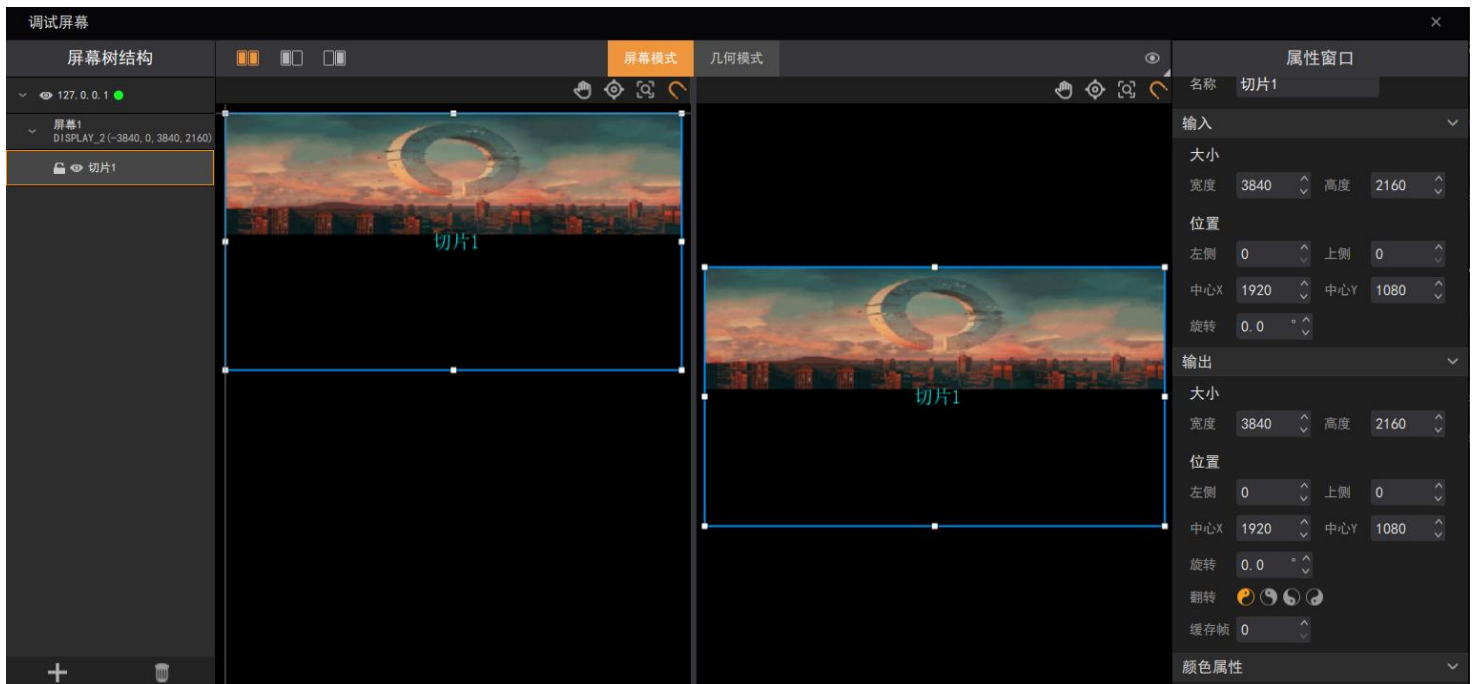 调试屏幕
屏幕树结构
屏幕模式
几何模式
属性窗口
127.0.0.1
屏幕1
DISPLAY_2(-3840, 0, 3840, 2160)
切片1
切片1
切片1
名称 切片1
输入
大小
宽度 3840 高度 2160
位置
左侧 0 上侧 0
中心X 1920 中心Y 1080
旋转 0.0 °
输出
大小
宽度 3840 高度 2160
位置
左侧 0 上侧 0
中心X 1920 中心Y 1080
旋转 0.0 °
翻转
缓存帧 0
颜色属性